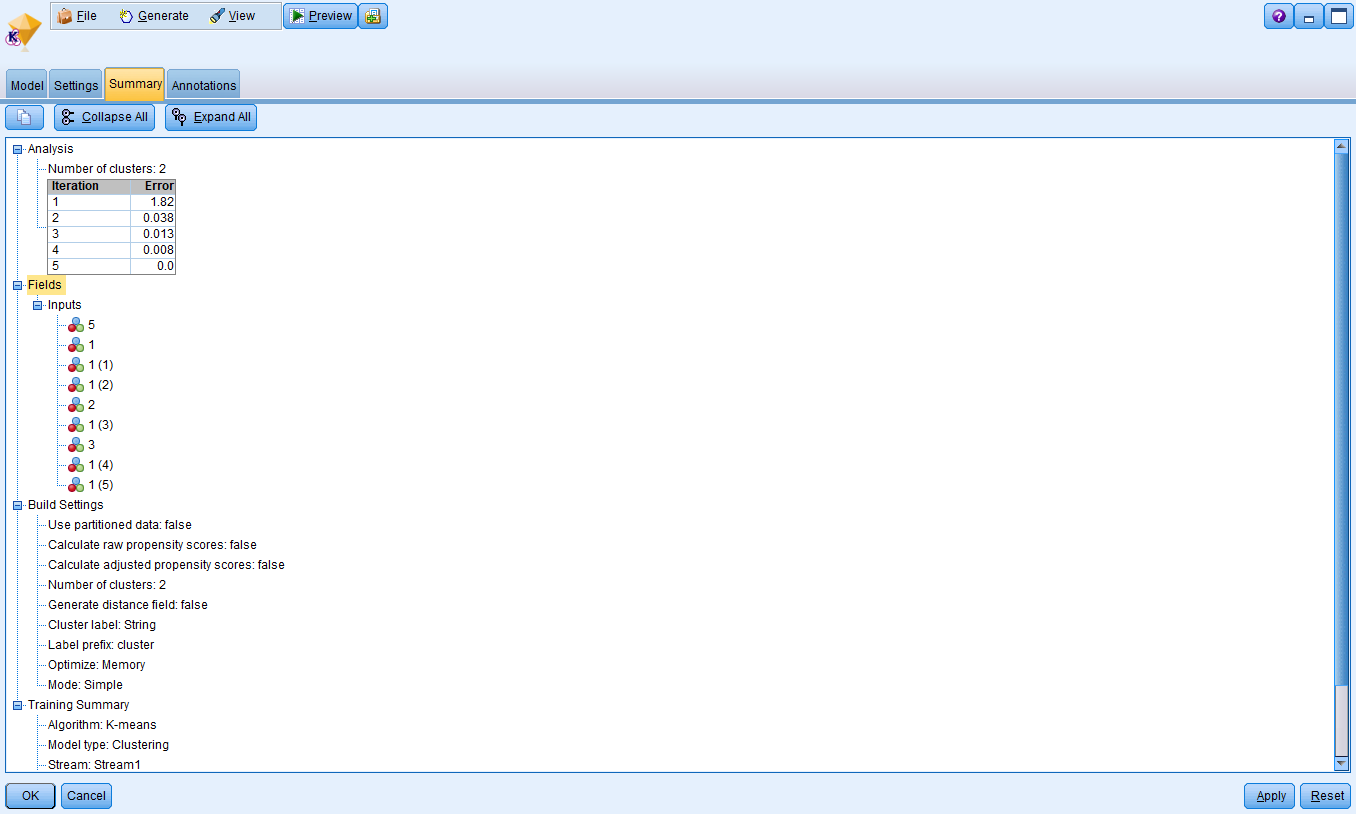 File Generate View Preview
Model Settings Summary Annotations
Collapse All Expand All
Analysis
Number of clusters: 2
Iteration Error
1 1.82
2 0.038
3 0.013
4 0.008
5 0.0
Fields
Inputs
5
1
1 (1)
1 (2)
2
1 (3)
3
1 (4)
1 (5)
Build Settings
Use partitioned data: false
Calculate raw propensity scores: false
Calculate adjusted propensity scores: false
Number of clusters: 2
Generate distance field: false
Cluster label: String
Label prefix: cluster
Optimize: Memory
Mode: Simple
Training Summary
Algorithm: K-means
Model type: Clustering
Stream: Stream1
OK Cancel Apply Reset